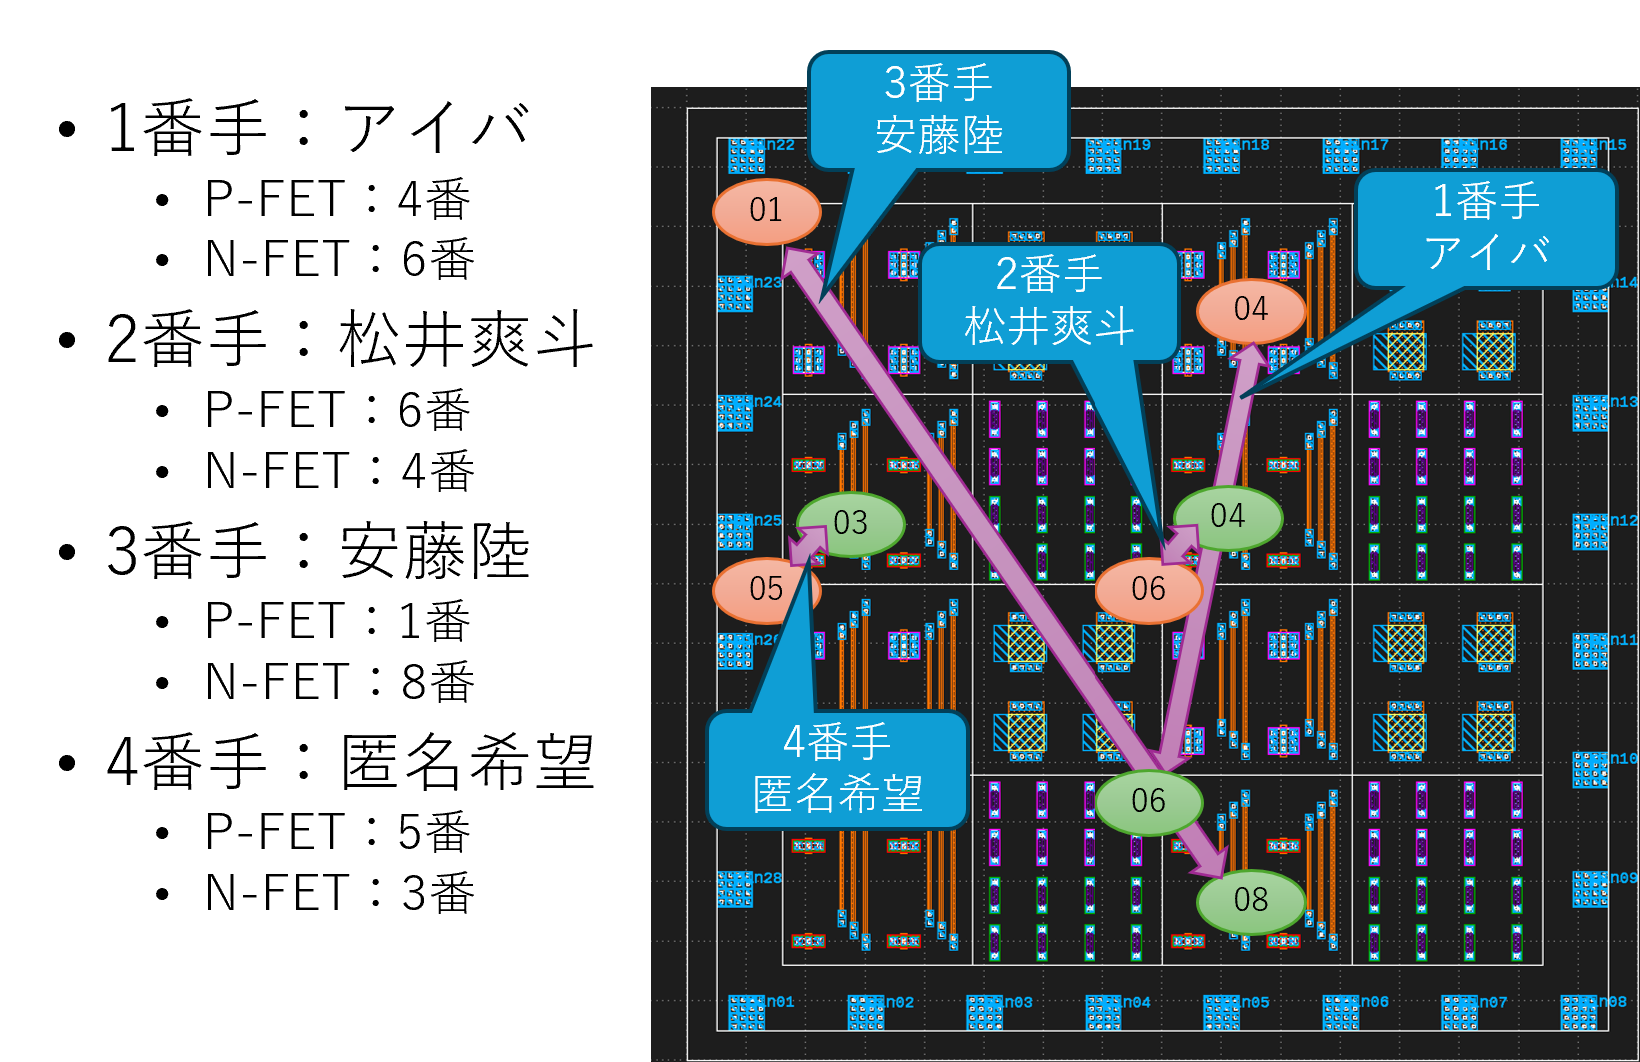 • 1番手：アイバ
• P-FET：4番
• N-FET：6番
• 2番手：松井爽斗
• P-FET：6番
• N-FET：4番
• 3番手：安藤陸
• P-FET：1番
• N-FET：8番
• 4番手：匿名希望
• P-FET：5番
• N-FET：3番
3番手
安藤陸
1番手
アイバ
2番手
松井爽斗
4番手
匿名希望
01
04
03
04
05
06
06
08
n22
n19
n18
n17
n16
n15
n23
n14
n24
n13
n25
n12
n26
n11
n10
n28
n09
n01
n02
n03
n04
n05
n06
n07
n08